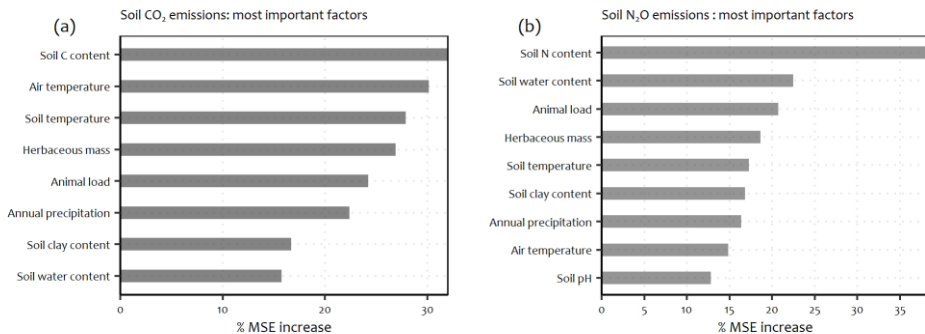 (a)
Soil CO₂ emissions: most important factors
Soil C content
Air temperature
Soil temperature
Herbaceous mass
Animal load
Annual precipitation
Soil clay content
Soil water content
0 10 20 30
% MSE increase
(b)
Soil N₂O emissions : most important factors
Soil N content
Soil water content
Animal load
Herbaceous mass
Soil temperature
Soil clay content
Annual precipitation
Air temperature
Soil pH
0 5 10 15 20 25 30 35
% MSE increase